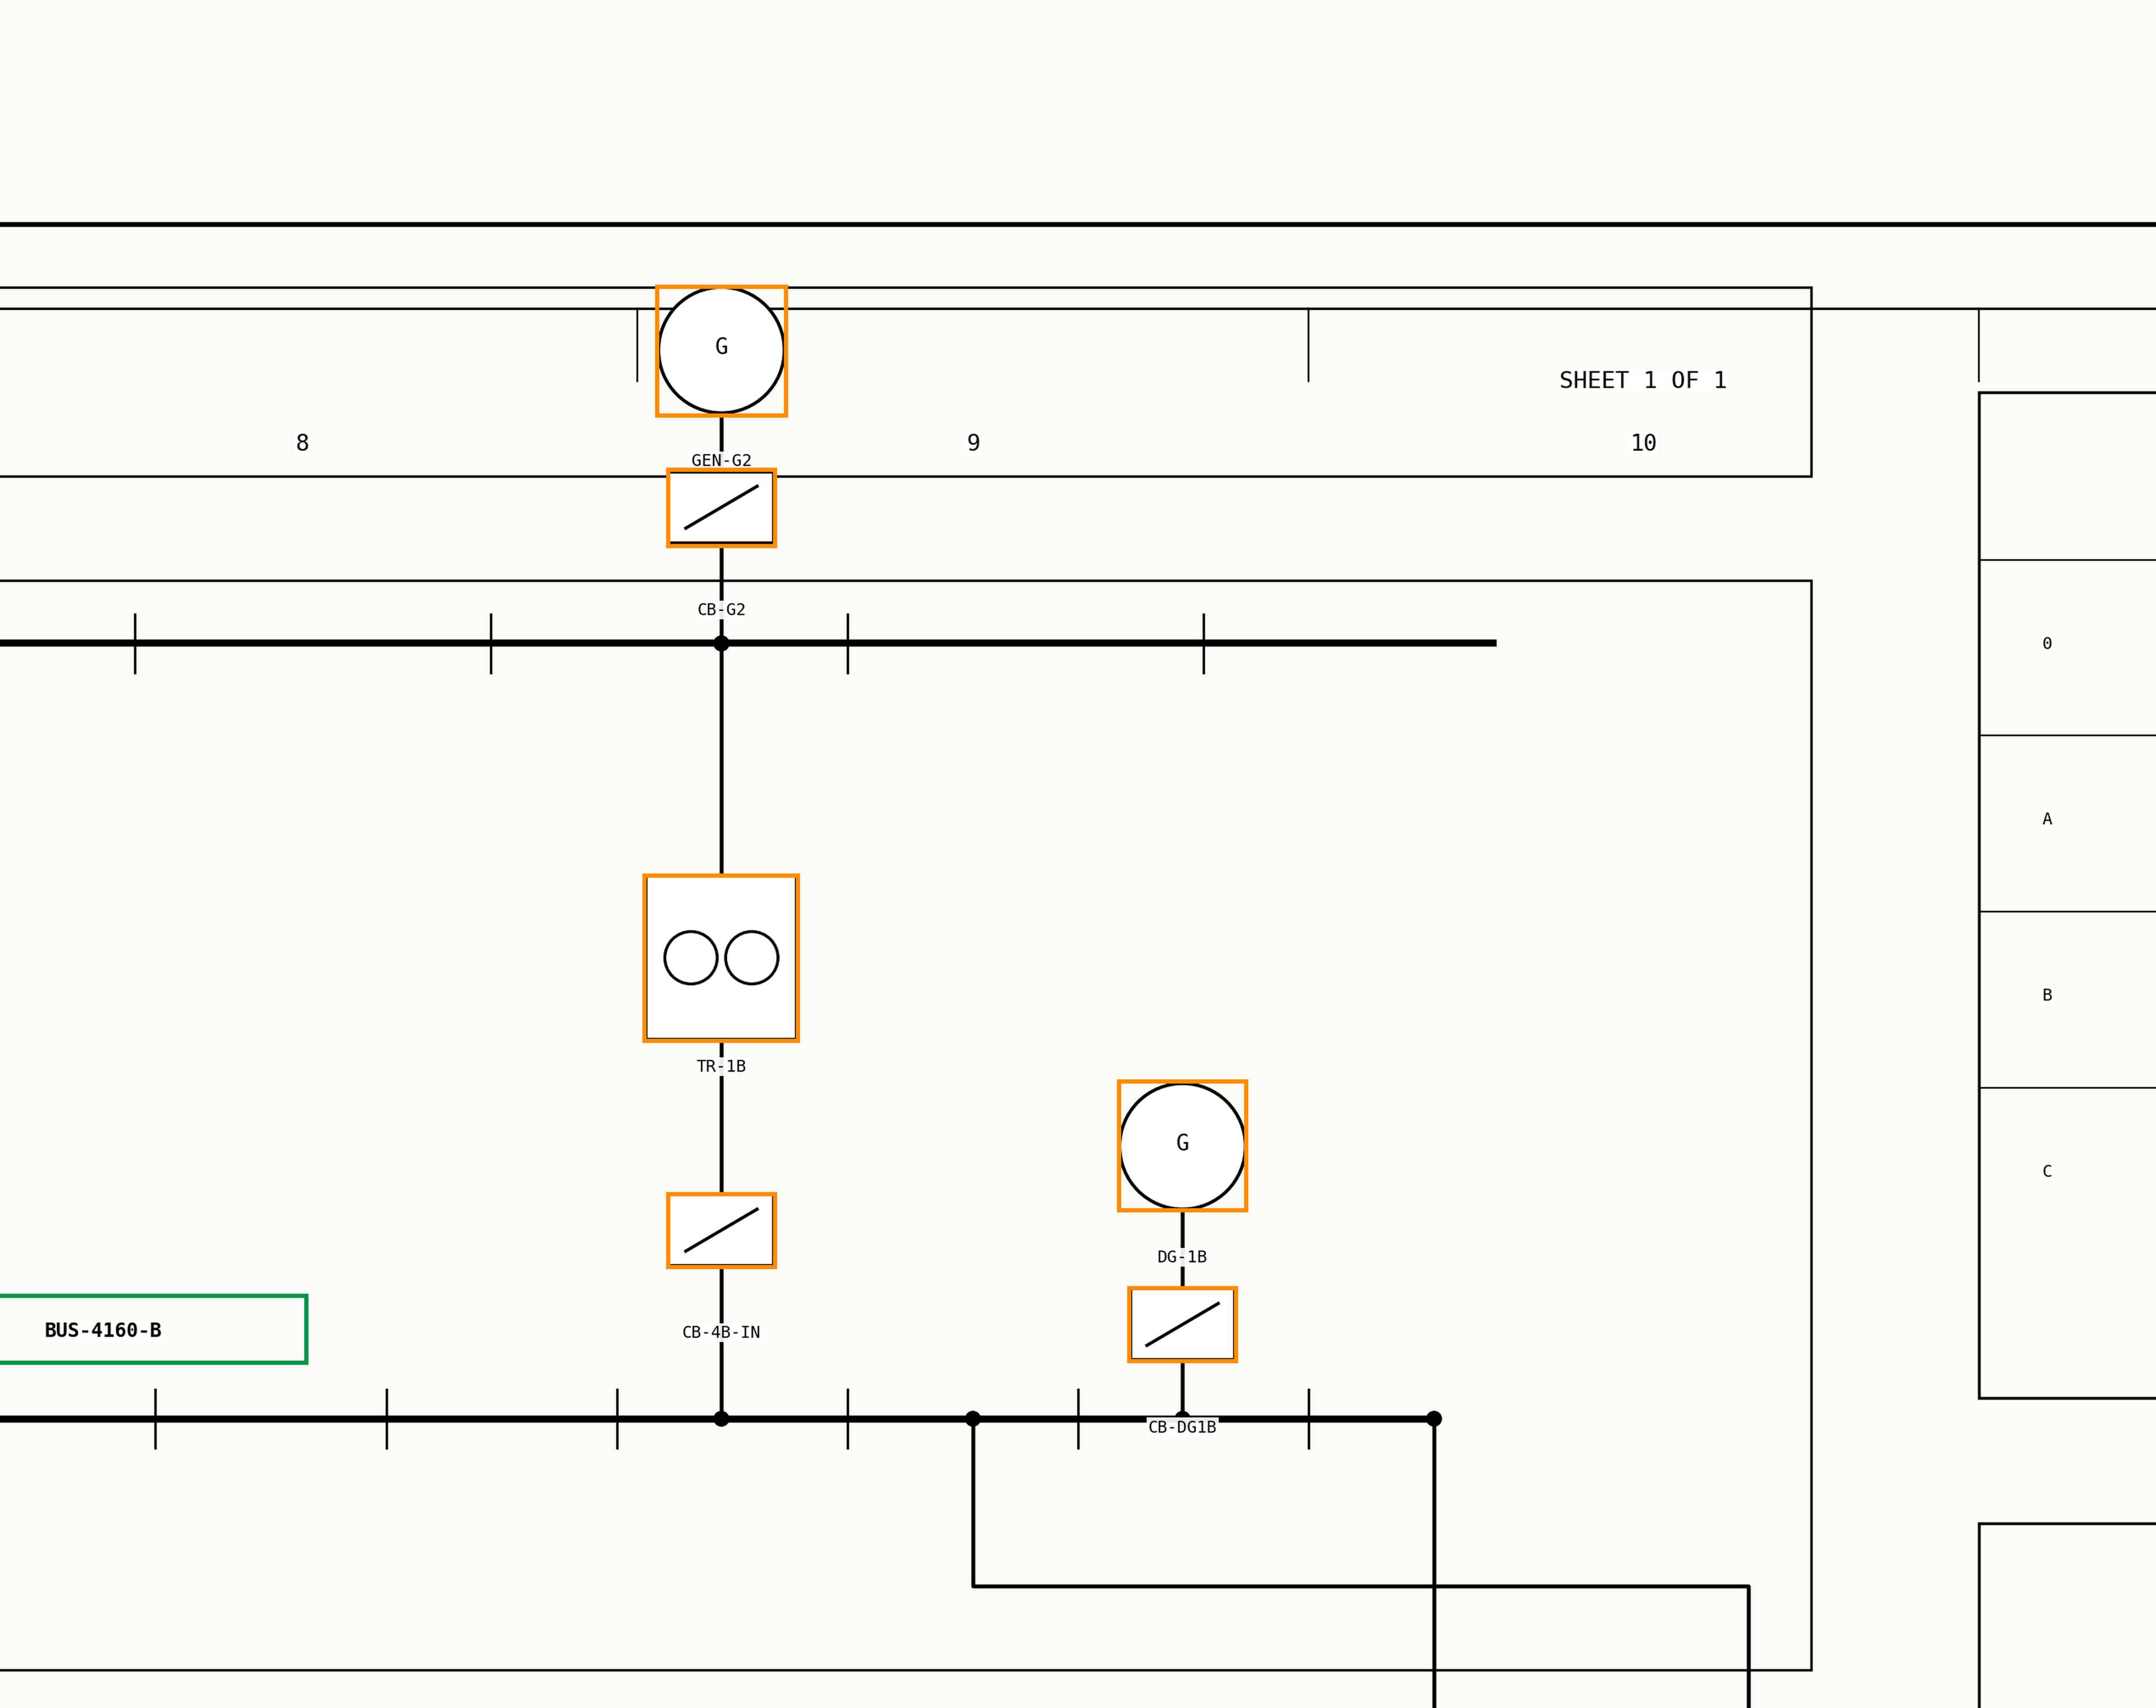 G
SHEET 1 OF 1
8
9
10
GEN-G2
CB-G2
0
A
B
TR-1B
G
C
DG-1B
BUS-4160-B
CB-4B-IN
CB-DG1B